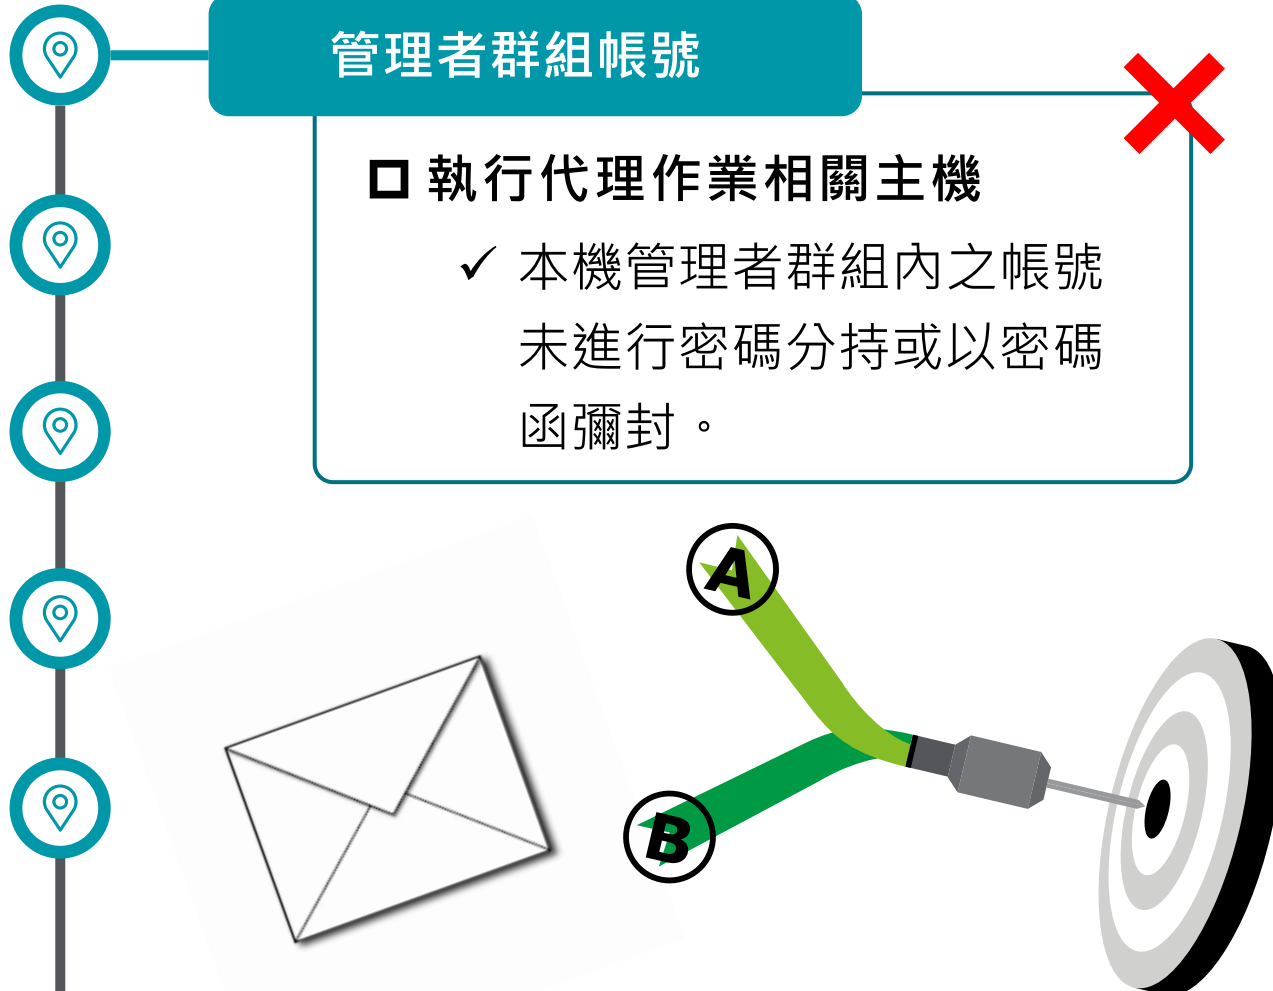 管理者群組帳號
執行代理作業相關主機
本機管理者群組內之帳號
未進行密碼分持或以密碼
函彌封。
A
B